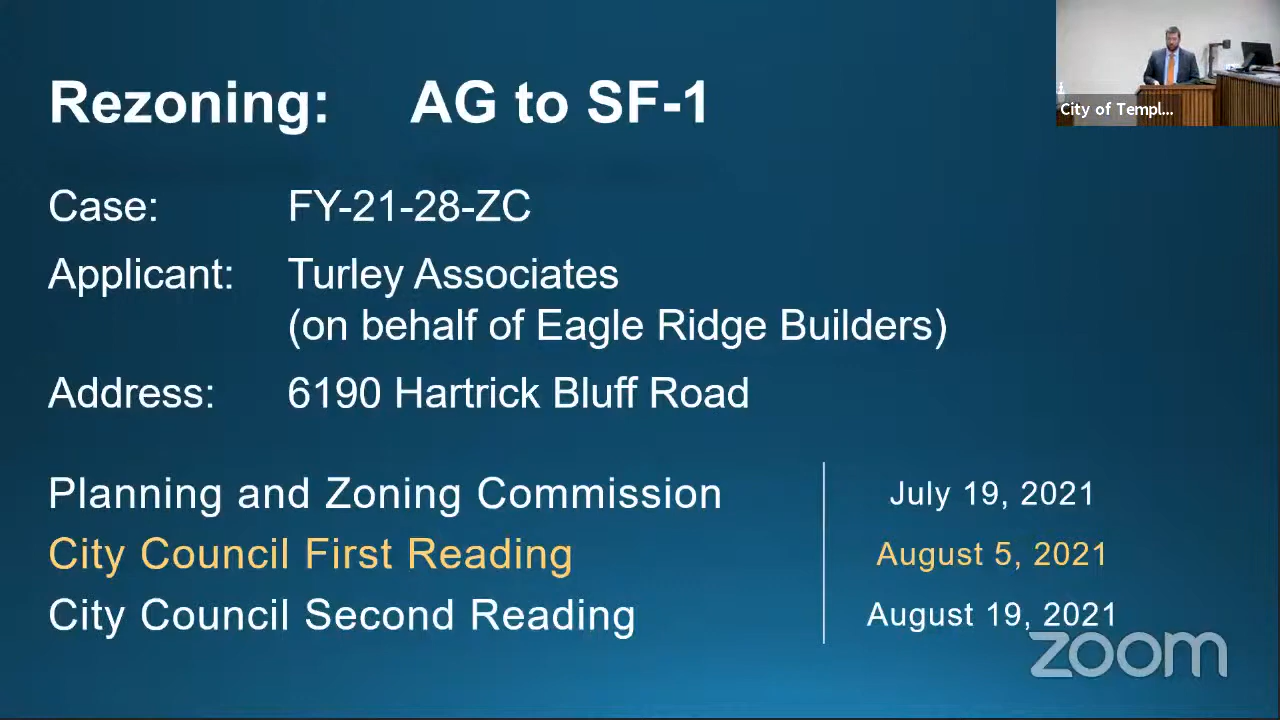 Rezoning: AG to SF-1
City of Templ...
Case: FY-21-28-ZC
Applicant: Turley Associates
(on behalf of Eagle Ridge Builders)
Address: 6190 Hartrick Bluff Road
Planning and Zoning Commission July 19, 2021
City Council First Reading August 5, 2021
City Council Second Reading August 19, 2021
zoom